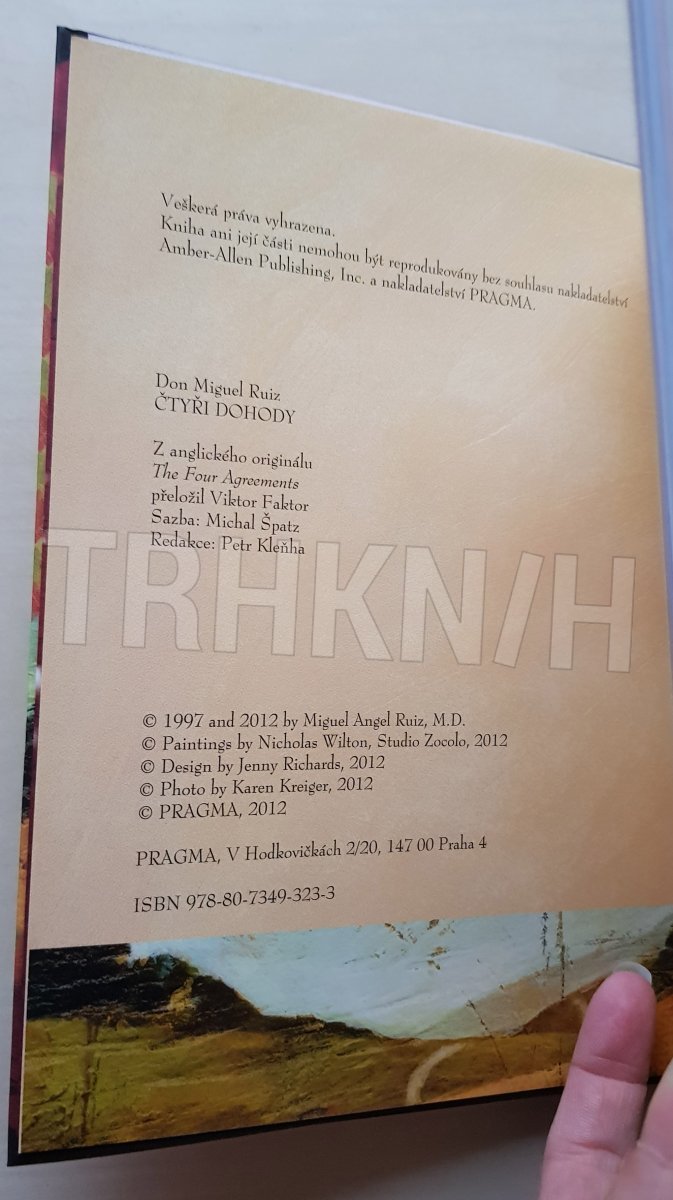 Veškerá práva vyhrazena.
Kniha ani její části nemohou být reprodukovány bez souhlasu nakladatelství
Amber-Allen Publishing, Inc. a nakladatelství PRAGMA.
Don Miguel Ruiz
ČTYŘI DOHODY
Z anglického originálu
The Four Agreements
přeložil Viktor Faktor
Sazba: Michal Špatz
Redakce: Petr Kleňha
TRHKN/H
© 1997 and 2012 by Miguel Angel Ruiz, M.D.
© Paintings by Nicholas Wilton, Studio Zocolo, 2012
© Design by Jenny Richards, 2012
© Photo by Karen Kreiger, 2012
© PRAGMA, 2012
PRAGMA, V Hodkovičkách 2/20, 147 00 Praha 4
ISBN 978-80-7349-323-3